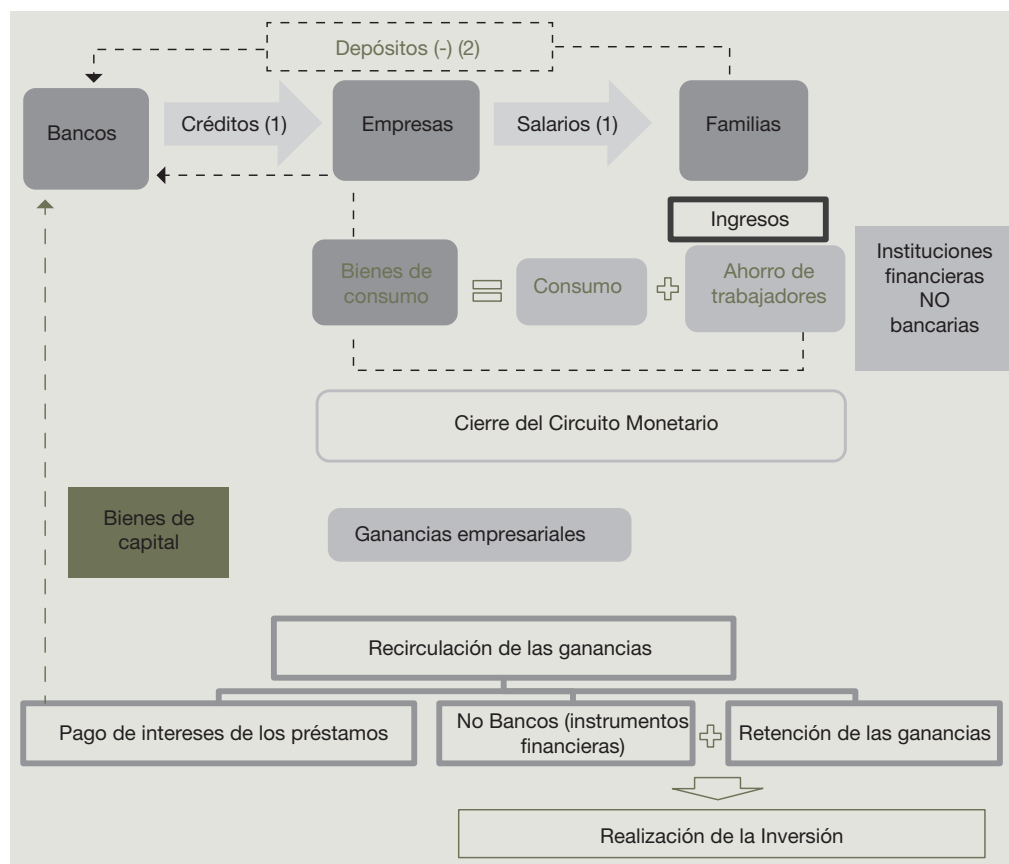 Depósitos (-) (2)
Bancos
Créditos (1)
Empresas
Salarios (1)
Familias
Ingresos
Bienes de
consumo
Consumo
Ahorro de
trabajadores
Instituciones
financieras
NO
bancarias
Cierre del Circuito Monetario
Bienes de
capital
Ganancias empresariales
Recirculación de las ganancias
Pago de intereses de los préstamos
No Bancos (instrumentos
financieras)
Retención de las ganancias
Realización de la Inversión